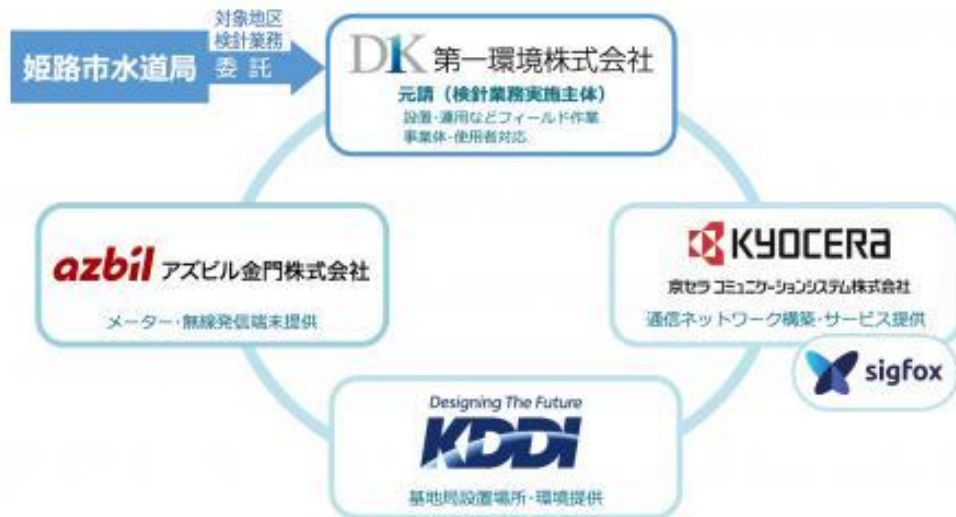 対象地区
検針業務
姫路市水道局
委託
DK 第一環境株式会社
元請（検針業務実施主体）
設置・運用などフィールド作業
事業体・使用者対応
azbil アズビル金門株式会社
メーター・無線発信端末提供
KYOCERa
京セラ コミュニケーションシステム株式会社
通信ネットワーク構築・サービス提供
sigfox
Designing The Future
KDDI
基地局設置場所・環境提供